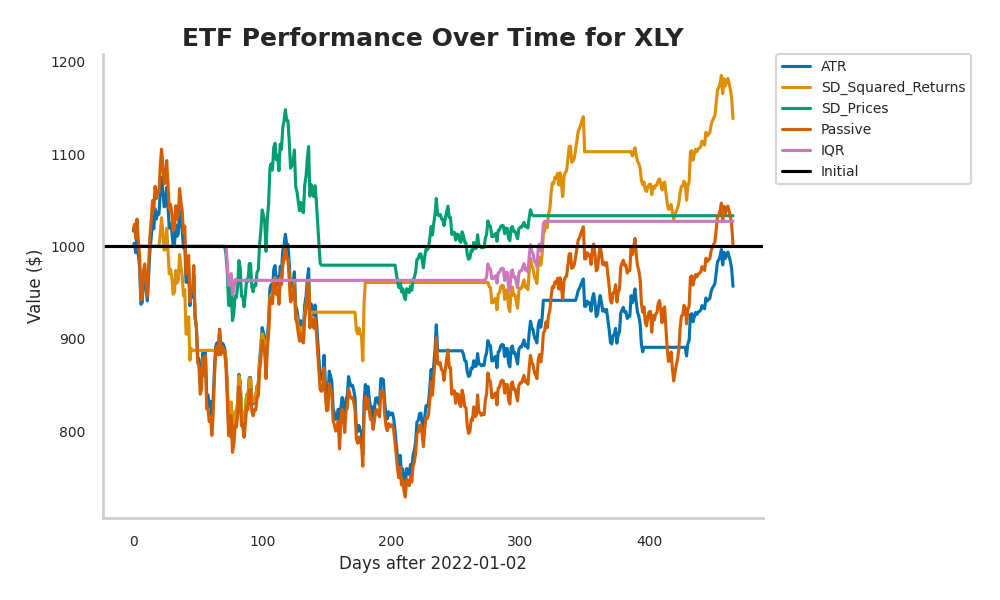 ETF Performance Over Time for XLY
1200
1100
1000
900
800
Value ($)
0
100
200
300
400
Days after 2022-01-02
ATR
SD_Squared_Returns
SD_Prices
Passive
IQR
Initial